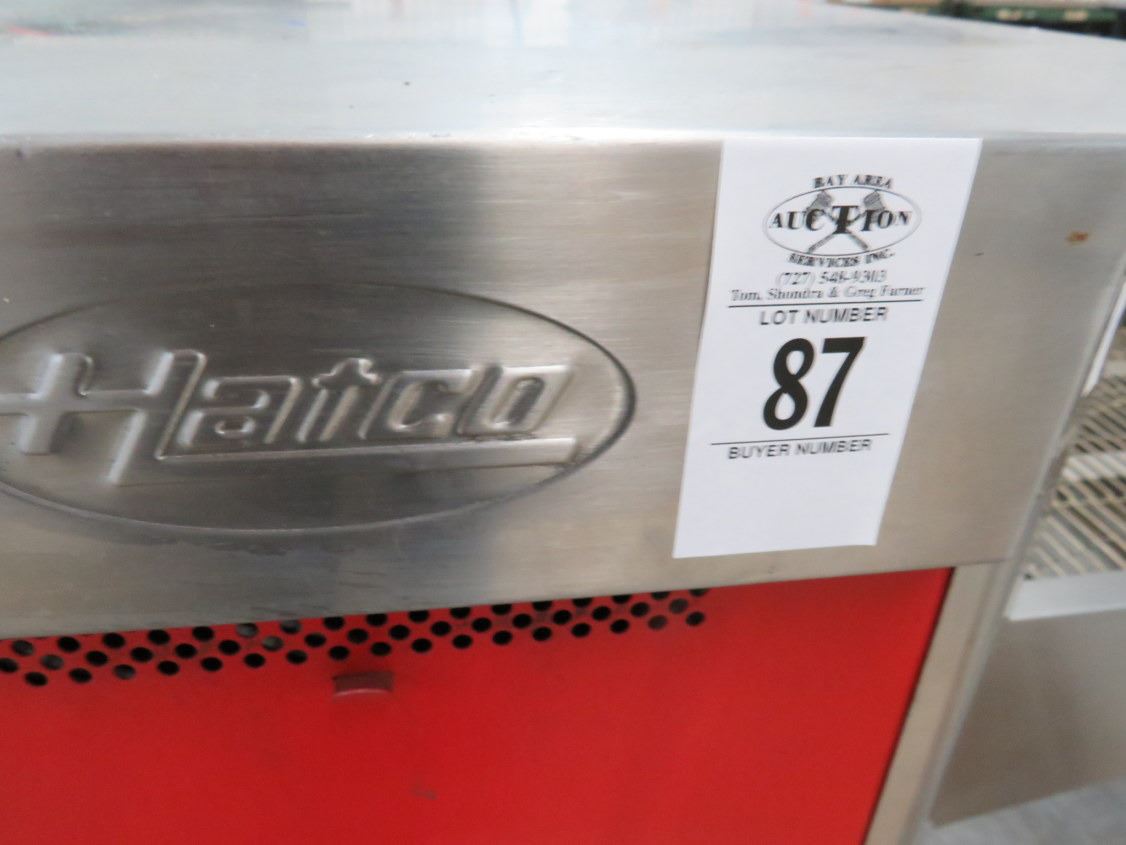 Hatco
BAY AREA
AUCTION
SERVICES INC.
(727) 548-9303
Tom, Shondra & Greg Farner
LOT NUMBER
87
BUYER NUMBER